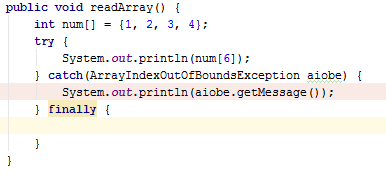 public void readArray() {
    int num[] = {1, 2, 3, 4};
    try {
        System.out.println(num[6]);
    } catch(ArrayIndexOutOfBoundsException aiobe) {
        System.out.println(aiobe.getMessage());
    } finally {
    }
}